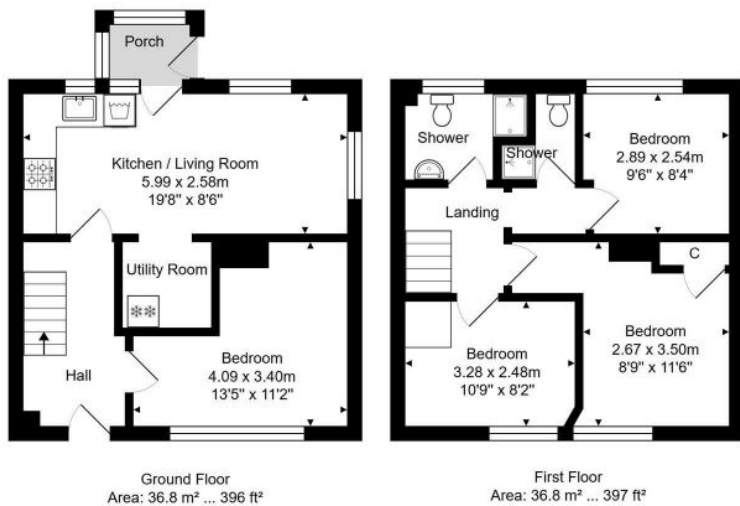 Porch
Kitchen / Living Room
5.99 x 2.58m
19'8" x 8'6"
Utility Room
Hall
Bedroom
4.09 x 3.40m
13'5" x 11'2"
Ground Floor
Area: 36.8 m² ... 396 ft²
Shower
Shower
Bedroom
2.89 x 2.54m
9'6" x 8'4"
Landing
C
Bedroom
2.67 x 3.50m
8'9" x 11'6"
Bedroom
3.28 x 2.48m
10'9" x 8'2"
First Floor
Area: 36.8 m² ... 397 ft²